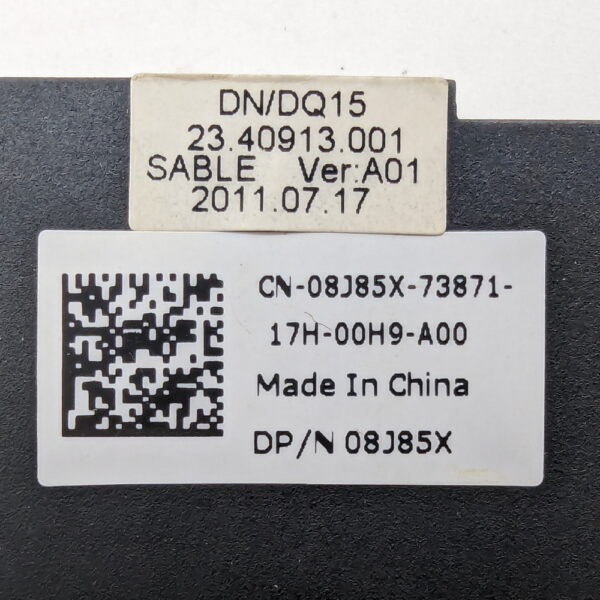 DN/DQ15
23.40913.001
SABLE Ver:A01
2011.07.17
CN-08J85X-73871-
17H-00H9-A00
Made In China
DP/N 08J85X